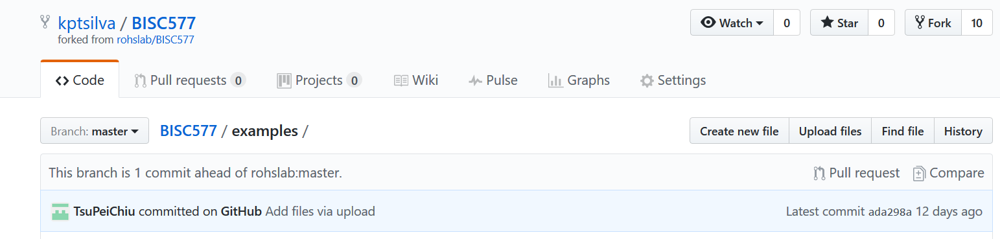 kptsilva / BISC577
Watch 0 Star 0 Fork 10
forked from rohslab/BISC577
Code Pull requests 0 Projects 0 Wiki Pulse Graphs Settings
Branch: master BISC577 / examples / Create new file Upload files Find file History
This branch is 1 commit ahead of rohslab:master. Pull request Compare
TsuPeiChiu committed on GitHub Add files via upload Latest commit ada298a 12 days ago